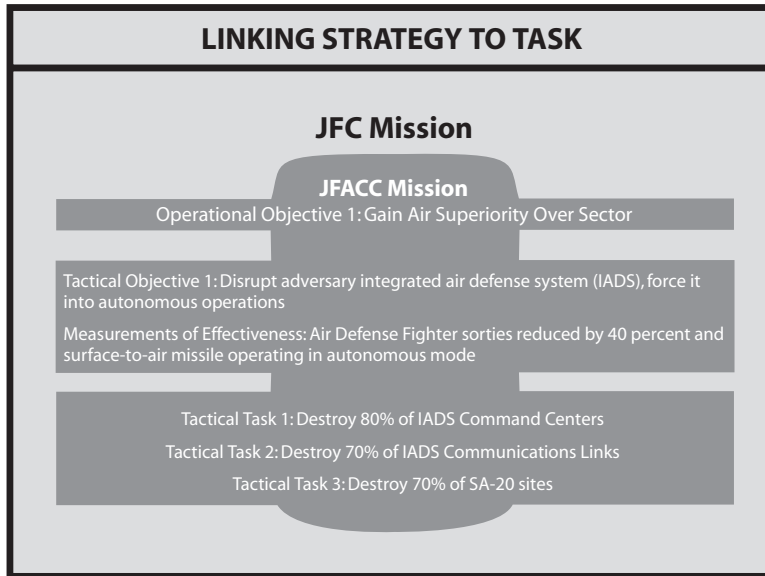 LINKING STRATEGY TO TASK
JFC Mission
JFACC Mission
Operational Objective 1: Gain Air Superiority Over Sector
Tactical Objective 1: Disrupt adversary integrated air defense system (IADS), force it
into autonomous operations
Measurements of Effectiveness: Air Defense Fighter sorties reduced by 40 percent and
surface-to-air missile operating in autonomous mode
Tactical Task 1: Destroy 80% of IADS Command Centers
Tactical Task 2: Destroy 70% of IADS Communications Links
Tactical Task 3: Destroy 70% of SA-20 sites